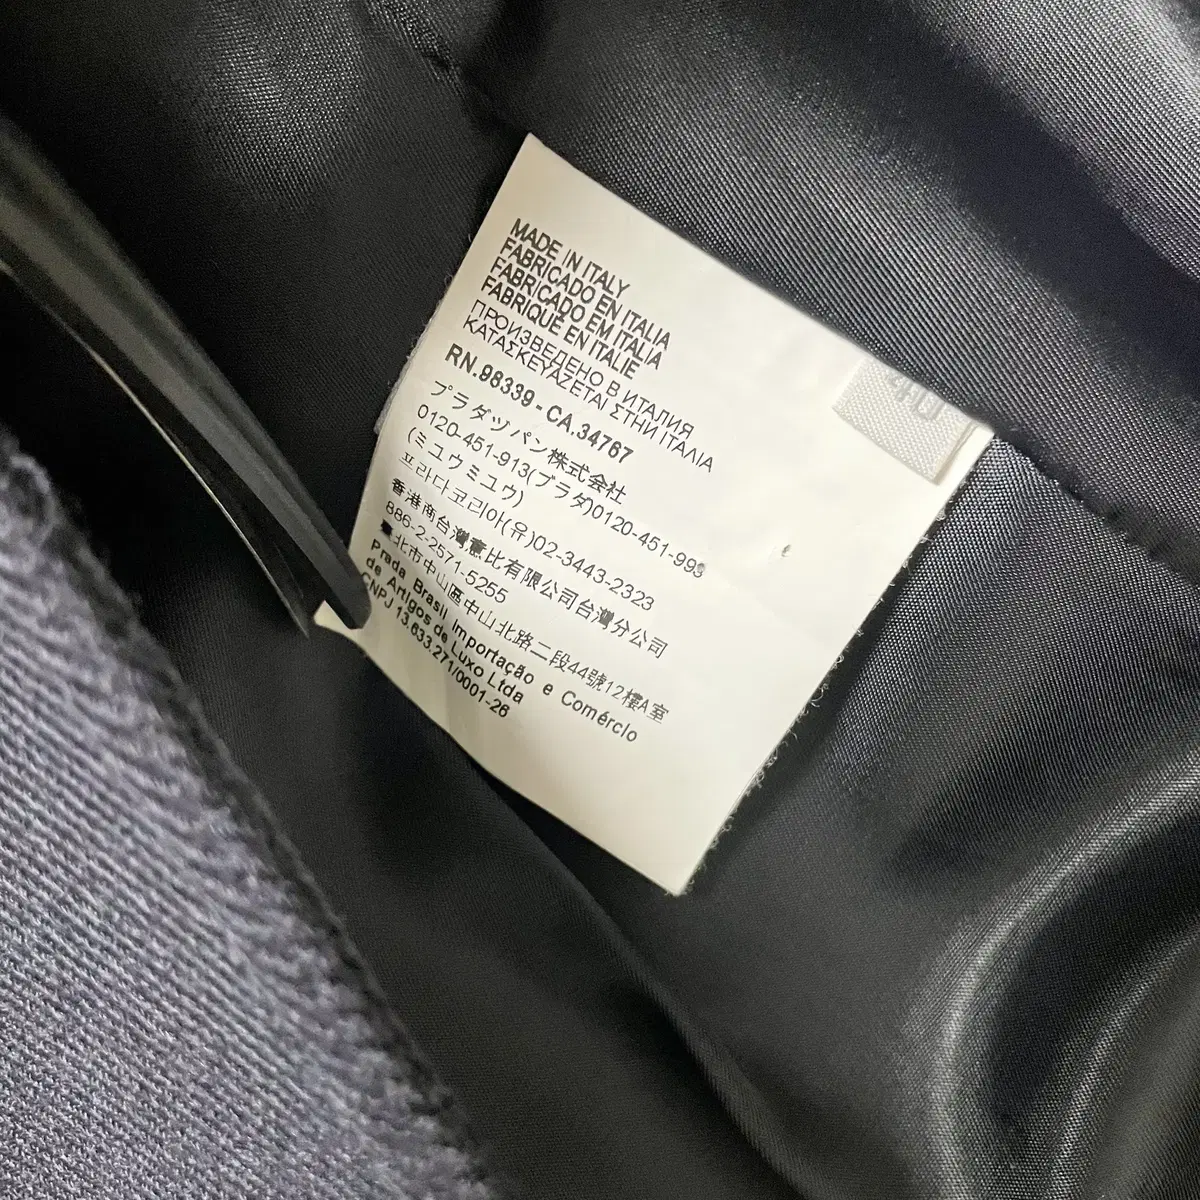 MADE IN ITALY
FABRICADO EN ITALIA
FABRICADO EM ITALIA
FABRIQUÉ EN ITALIE
ПРОИЗВЕДЕНО В ИТАЛИЯ
ΚΑΤΑΣΚΕΥΑΖΕΤΑΙ ΣΤΗΝ ΙΤΑΛΙΑ
RN.98339 - CA.34767
プラダジャパン株式会社
0120-451-913(プラダ)0120-451-993
(ミユウミユウ)
프라다코리아(유)02-3443-2323
香港商台灣薏比有限公司台灣分公司
886-2-2571-5255
北市中山區中山北路二段44號12樓A室
Prada Brasil Importação e Comércio
de Artigos de Luxo Ltda
CNPJ 13.633.271/0001-26